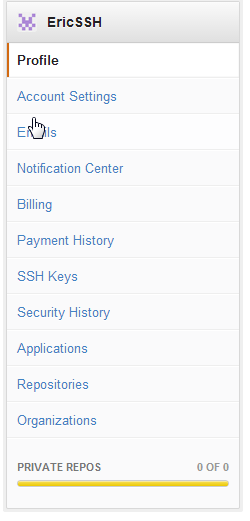 EricSSH
Profile
Account Settings
Emails
Notification Center
Billing
Payment History
SSH Keys
Security History
Applications
Repositories
Organizations
PRIVATE REPOS 0 OF 0